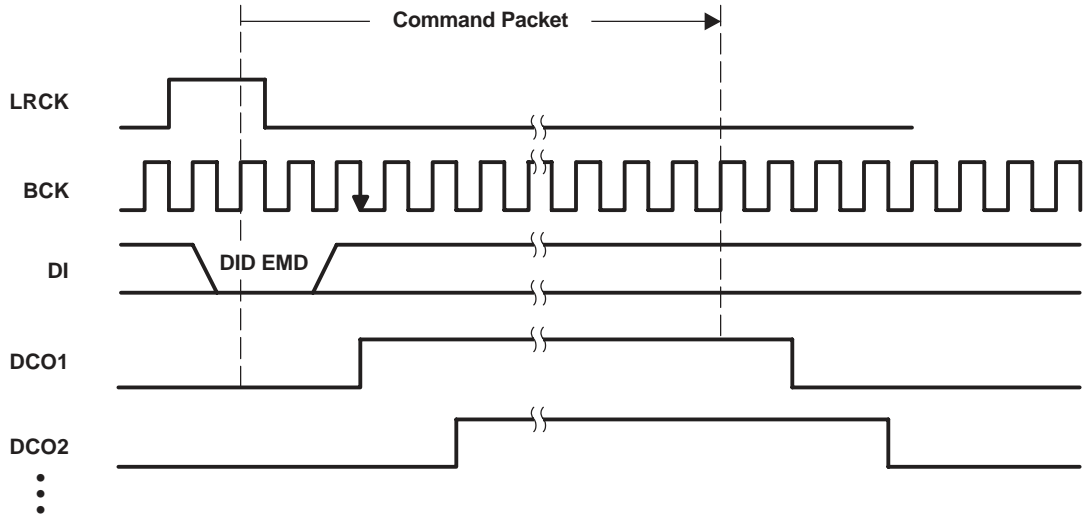 Command Packet
LRCK
BCK
DI
DID EMD
DCO1
DCO2